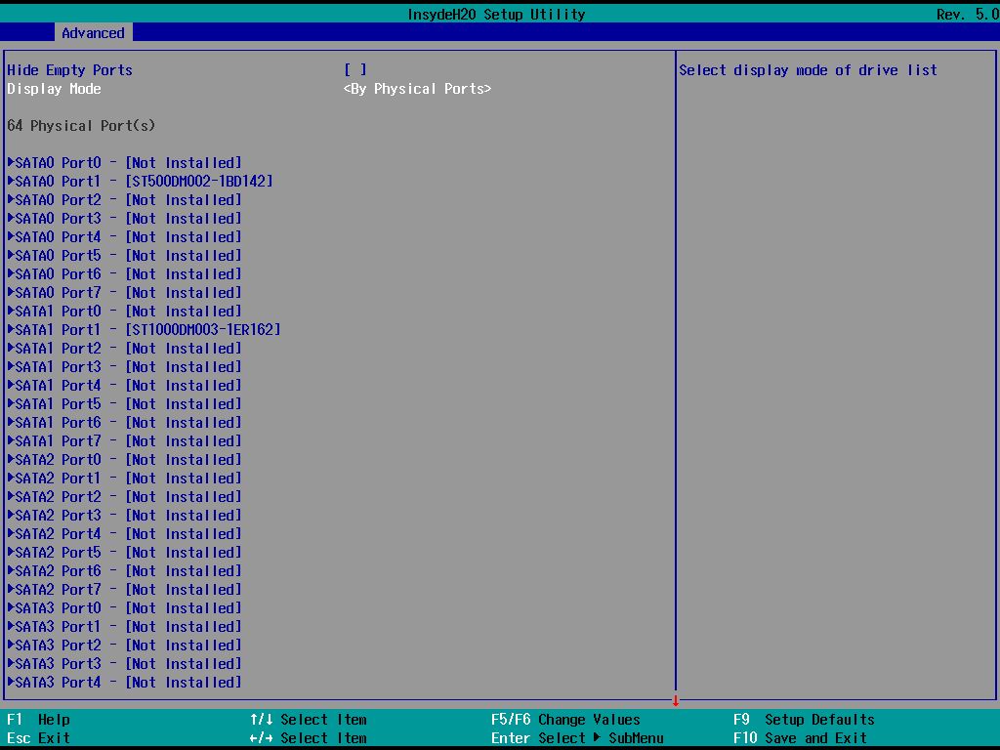 InsydeH20 Setup Utility Rev. 5.0
Advanced
Hide Empty Ports [ ] Select display mode of drive list
Display Mode <By Physical Ports>
64 Physical Port(s)
▶SATA0 Port0 - [Not Installed]
▶SATA0 Port1 - [ST500DM002-1BD142]
▶SATA0 Port2 - [Not Installed]
▶SATA0 Port3 - [Not Installed]
▶SATA0 Port4 - [Not Installed]
▶SATA0 Port5 - [Not Installed]
▶SATA0 Port6 - [Not Installed]
▶SATA0 Port7 - [Not Installed]
▶SATA1 Port0 - [Not Installed]
▶SATA1 Port1 - [ST1000DM003-1ER162]
▶SATA1 Port2 - [Not Installed]
▶SATA1 Port3 - [Not Installed]
▶SATA1 Port4 - [Not Installed]
▶SATA1 Port5 - [Not Installed]
▶SATA1 Port6 - [Not Installed]
▶SATA1 Port7 - [Not Installed]
▶SATA2 Port0 - [Not Installed]
▶SATA2 Port1 - [Not Installed]
▶SATA2 Port2 - [Not Installed]
▶SATA2 Port3 - [Not Installed]
▶SATA2 Port4 - [Not Installed]
▶SATA2 Port5 - [Not Installed]
▶SATA2 Port6 - [Not Installed]
▶SATA2 Port7 - [Not Installed]
▶SATA3 Port0 - [Not Installed]
▶SATA3 Port1 - [Not Installed]
▶SATA3 Port2 - [Not Installed]
▶SATA3 Port3 - [Not Installed]
▶SATA3 Port4 - [Not Installed]
F1 Help ↑/↓ Select Item F5/F6 Change Values F9 Setup Defaults
Esc Exit ←/→ Select Item Enter Select ▶ SubMenu F10 Save and Exit